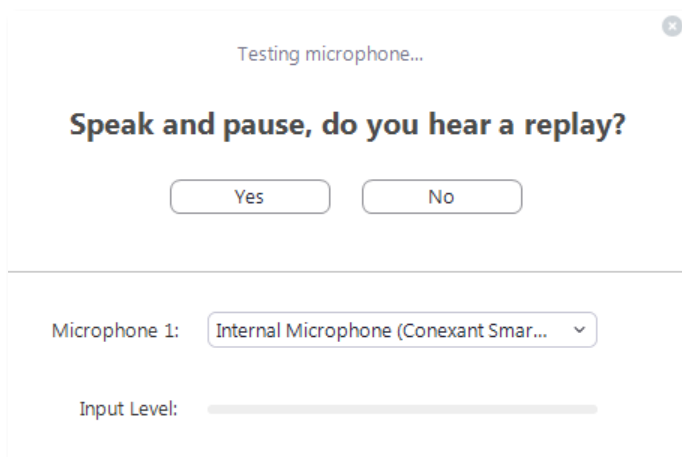 Testing microphone...
Speak and pause, do you hear a replay?
Yes No
Microphone 1: Internal Microphone (Conexant Smar...
Input Level: